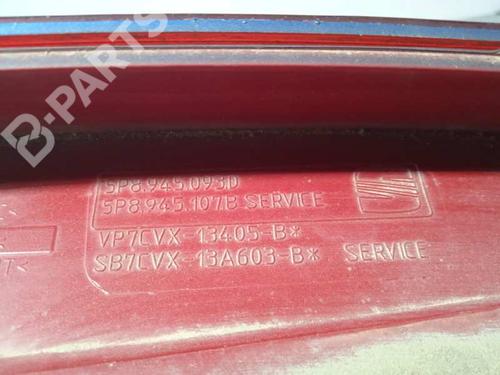 B-PARTS
5P8.945.093D
5P8.945.107B SERVICE
VP7CVX-13405-B*
SB7CVX-13A603-B* SERVICE